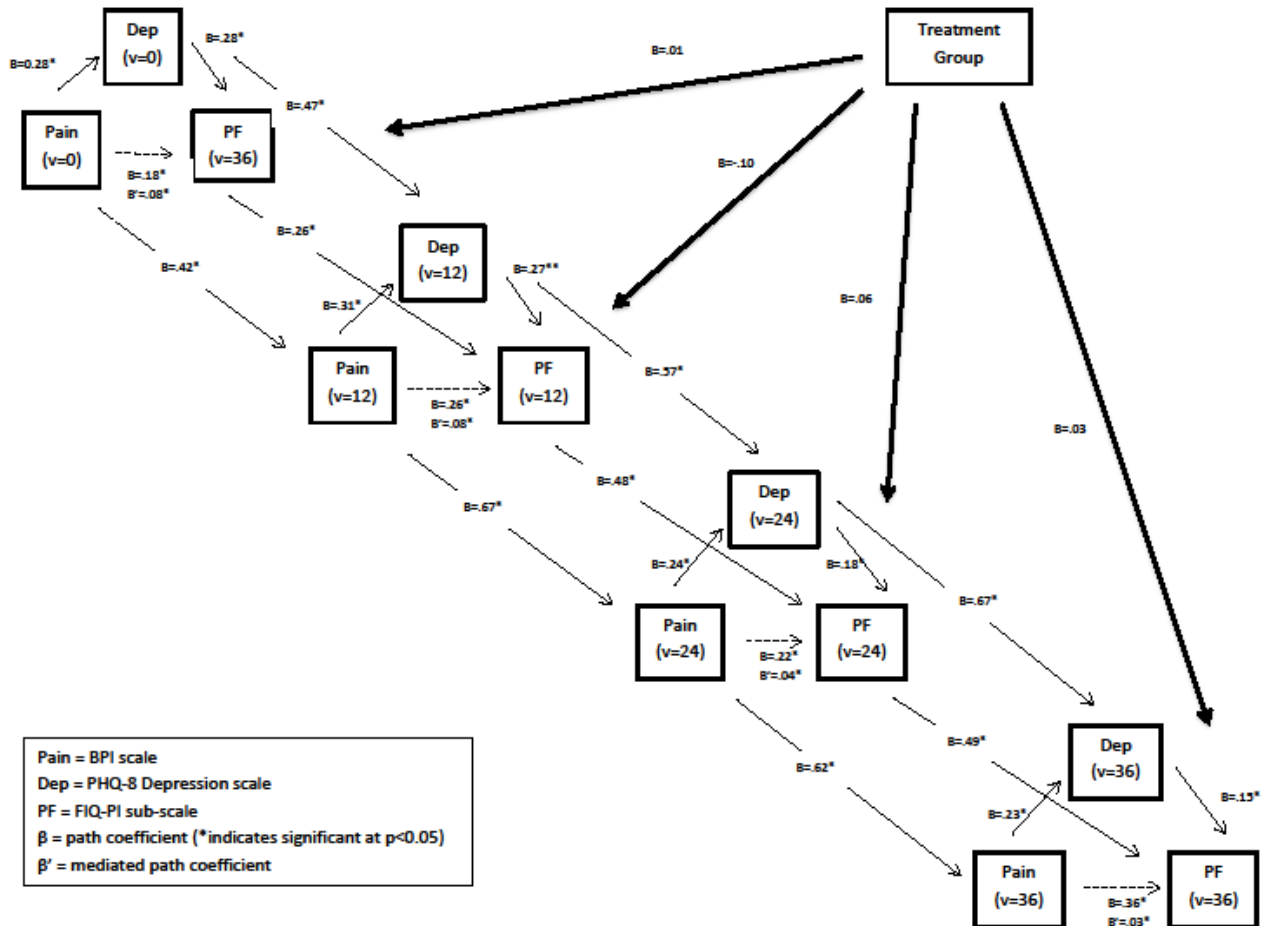 Dep
(v=0)
Treatment
Group
B=.28*
B=.01
B=0.28*
B=.47*
Pain
(v=0)
PF
(v=36)
B=.18*
B'=.08*
B=-.10
B=.26*
Dep
(v=12)
B=.42*
B=.27**
B=.31*
B=.06
Pain
(v=12)
PF
(v=12)
B=.57*
B=.26*
B'=.08*
B=.03
B=.48*
B=.67*
Dep
(v=24)
B=.24*
B=.18*
B=.67*
Pain
(v=24)
PF
(v=24)
B=.22*
B'=.04*
B=.49*
Dep
(v=36)
B=.62*
B=.15*
B=.23*
Pain
(v=36)
PF
(v=36)
B=.36*
B'=.03*
Pain = BPI scale
Dep = PHQ-8 Depression scale
PF = FIQ-PI sub-scale
β = path coefficient (*indicates significant at p<0.05)
β' = mediated path coefficient